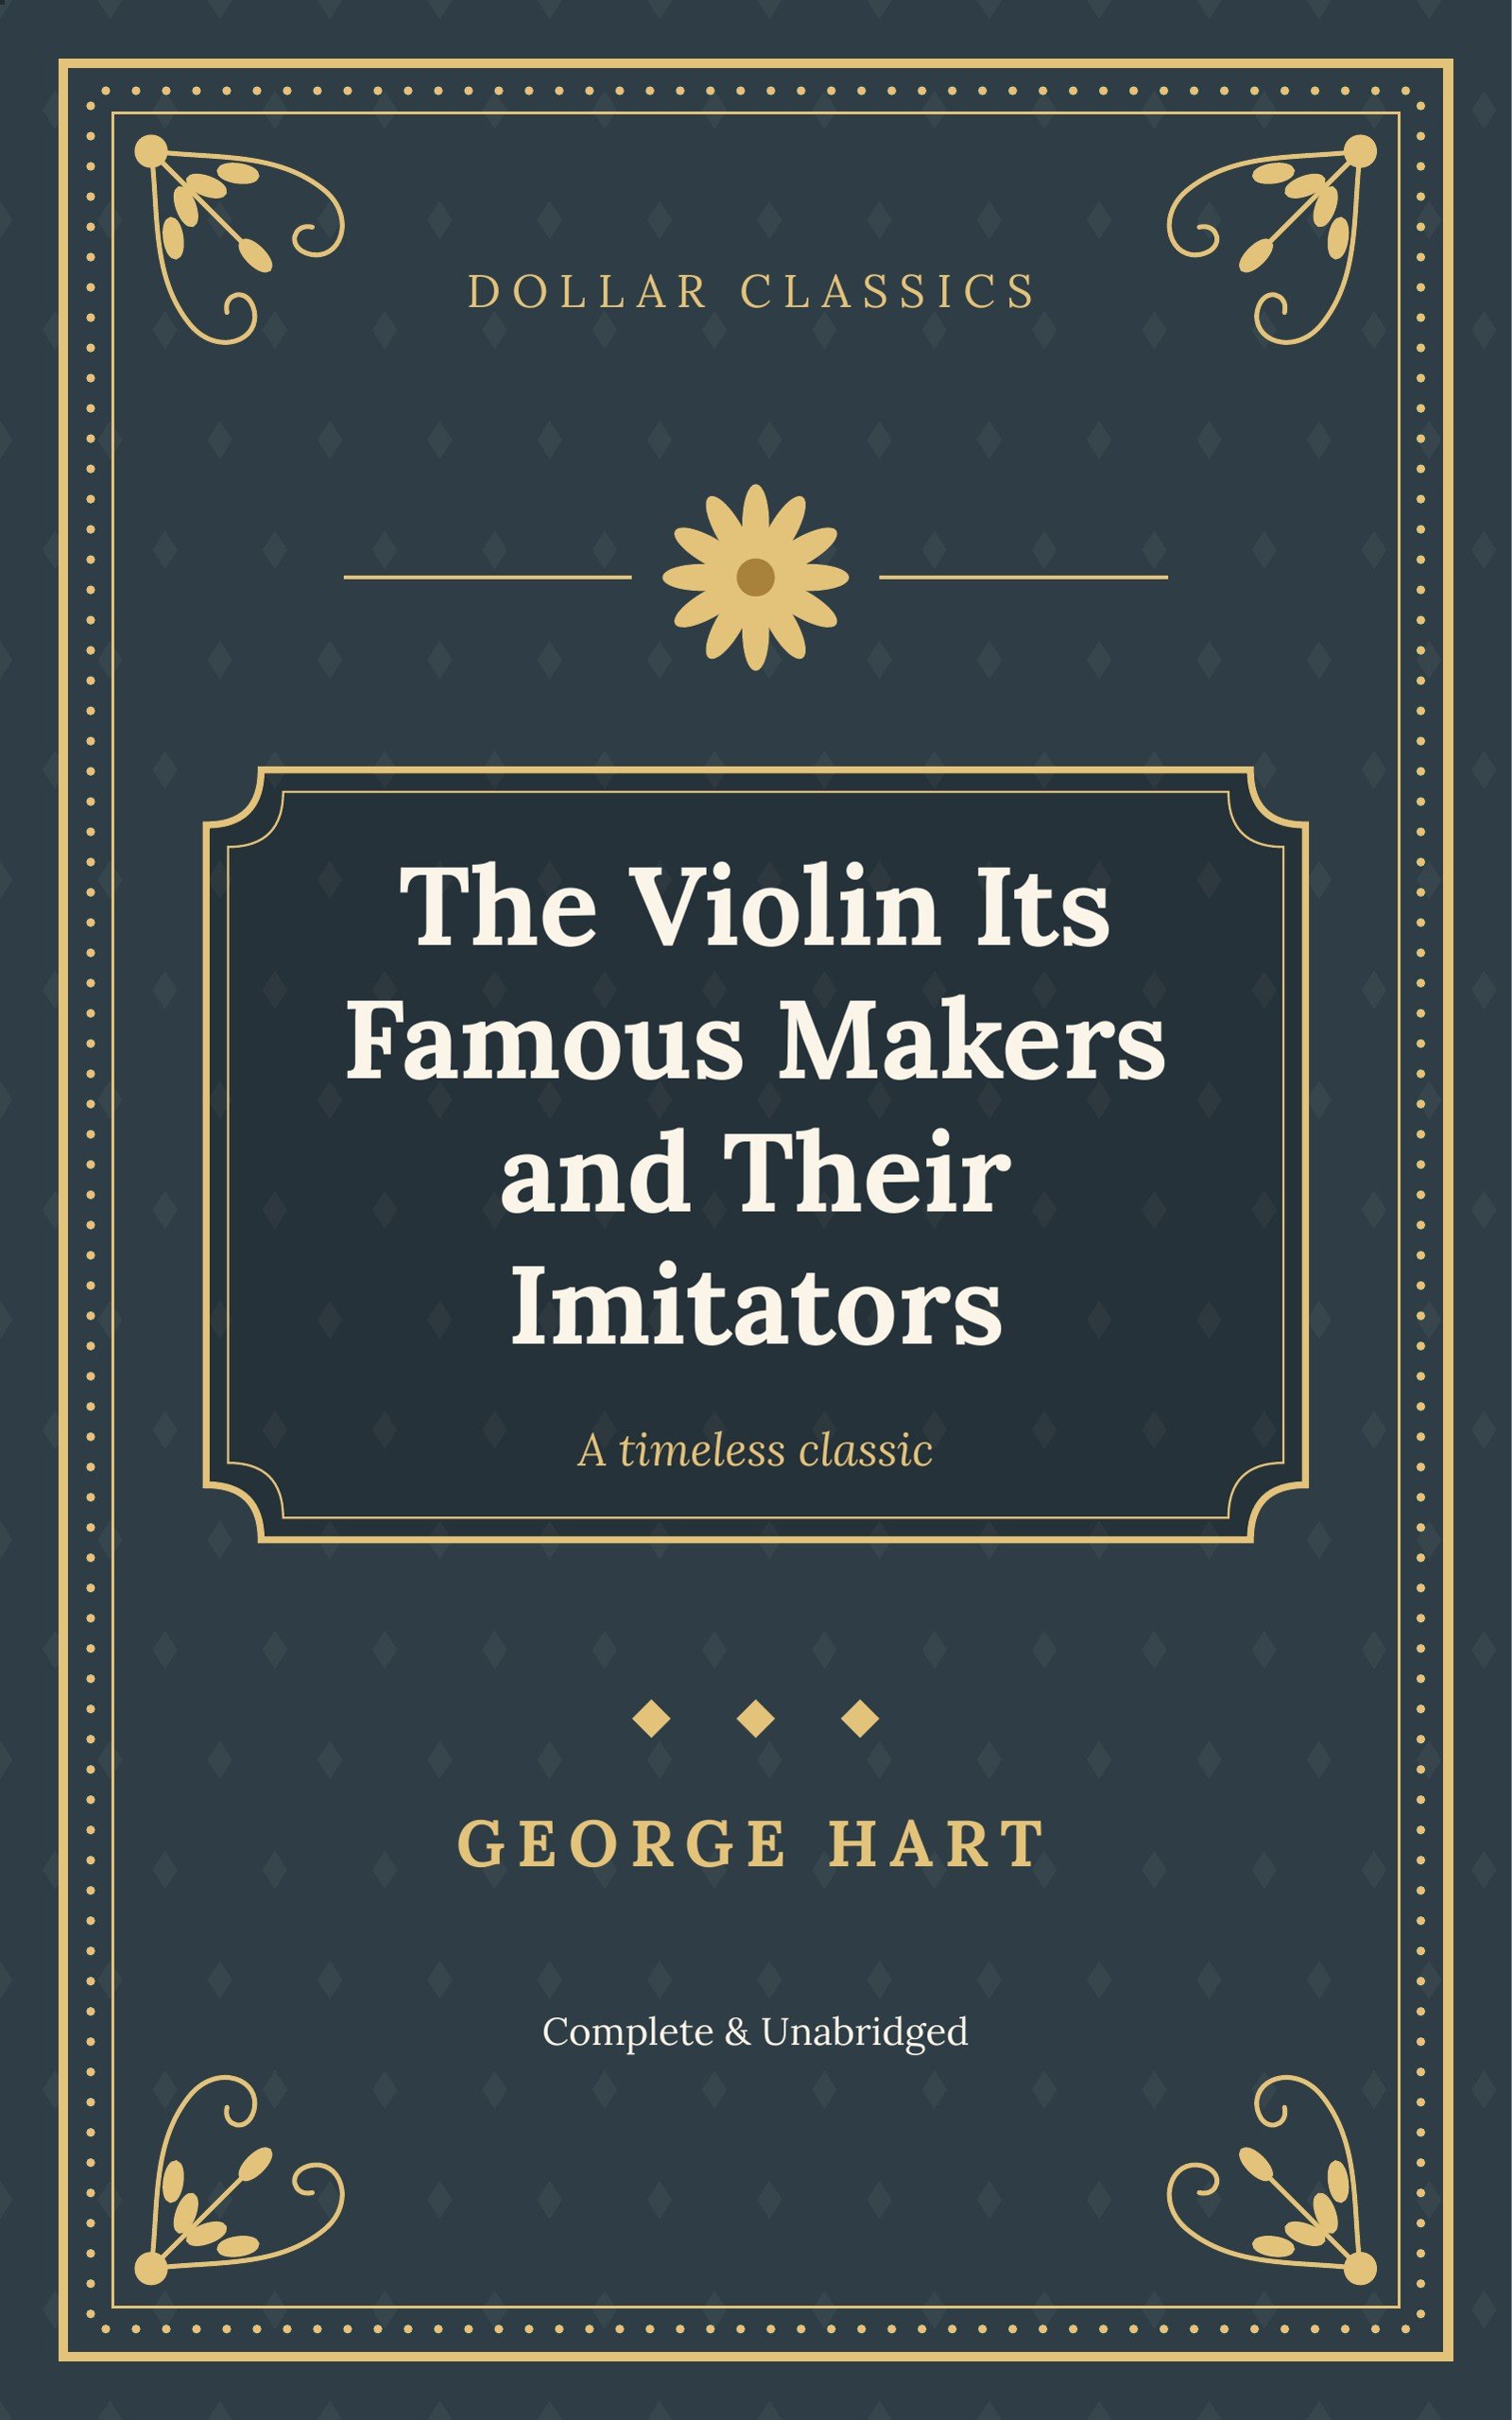 DOLLAR CLASSICS
The Violin Its
Famous Makers
and Their
Imitators
A timeless classic
GEORGE HART
Complete & Unabridged